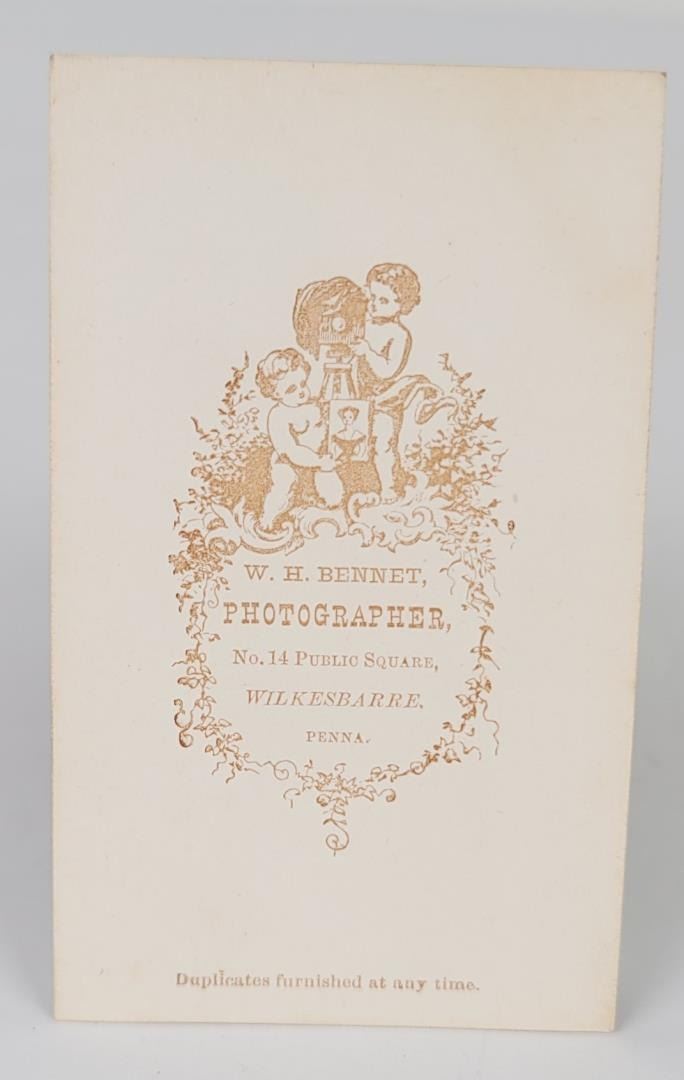 W. H. BENNET,
PHOTOGRAPHER,
No. 14 PUBLIC SQUARE,
WILKESBARRE,
PENNA.
Duplicates furnished at any time.